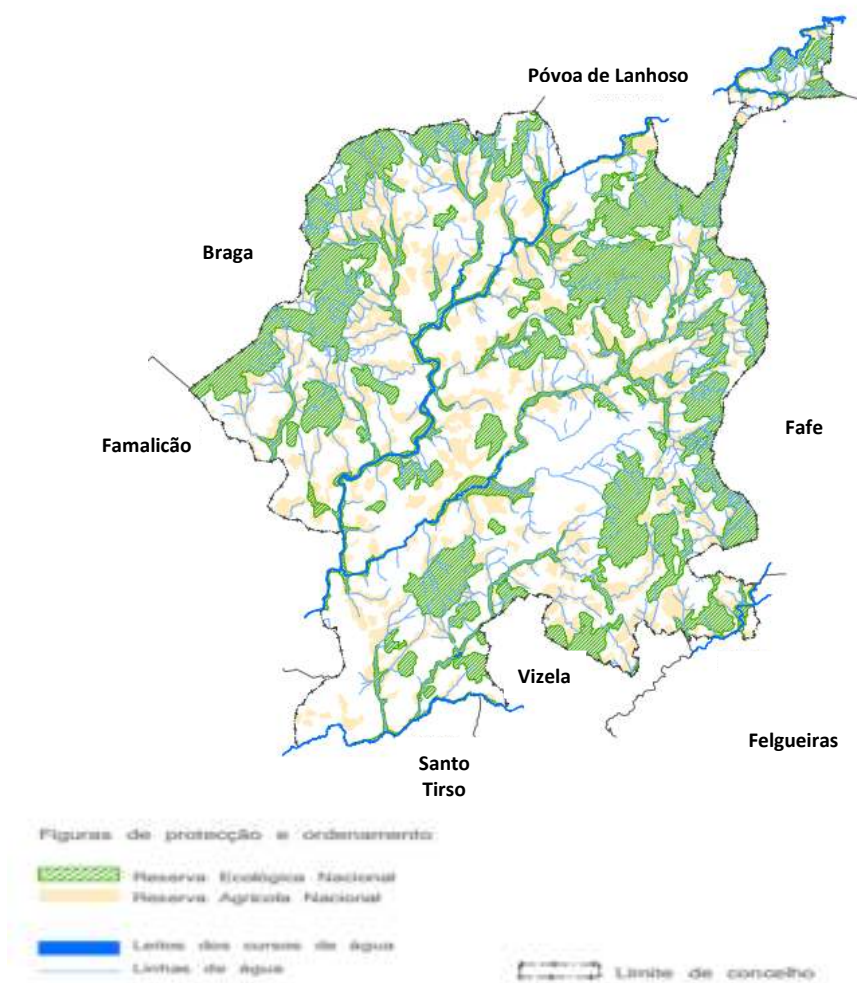 Póvoa de Lanhoso
Braga
Famalicão
Fafe
Vizela
Felgueiras
Santo
Tirso
Figuras de protecção e ordenamento
Reserva Ecológica Nacional
Reserva Agrícola Nacional
Leitos dos cursos de água
Linhas de água
Limite de concelho